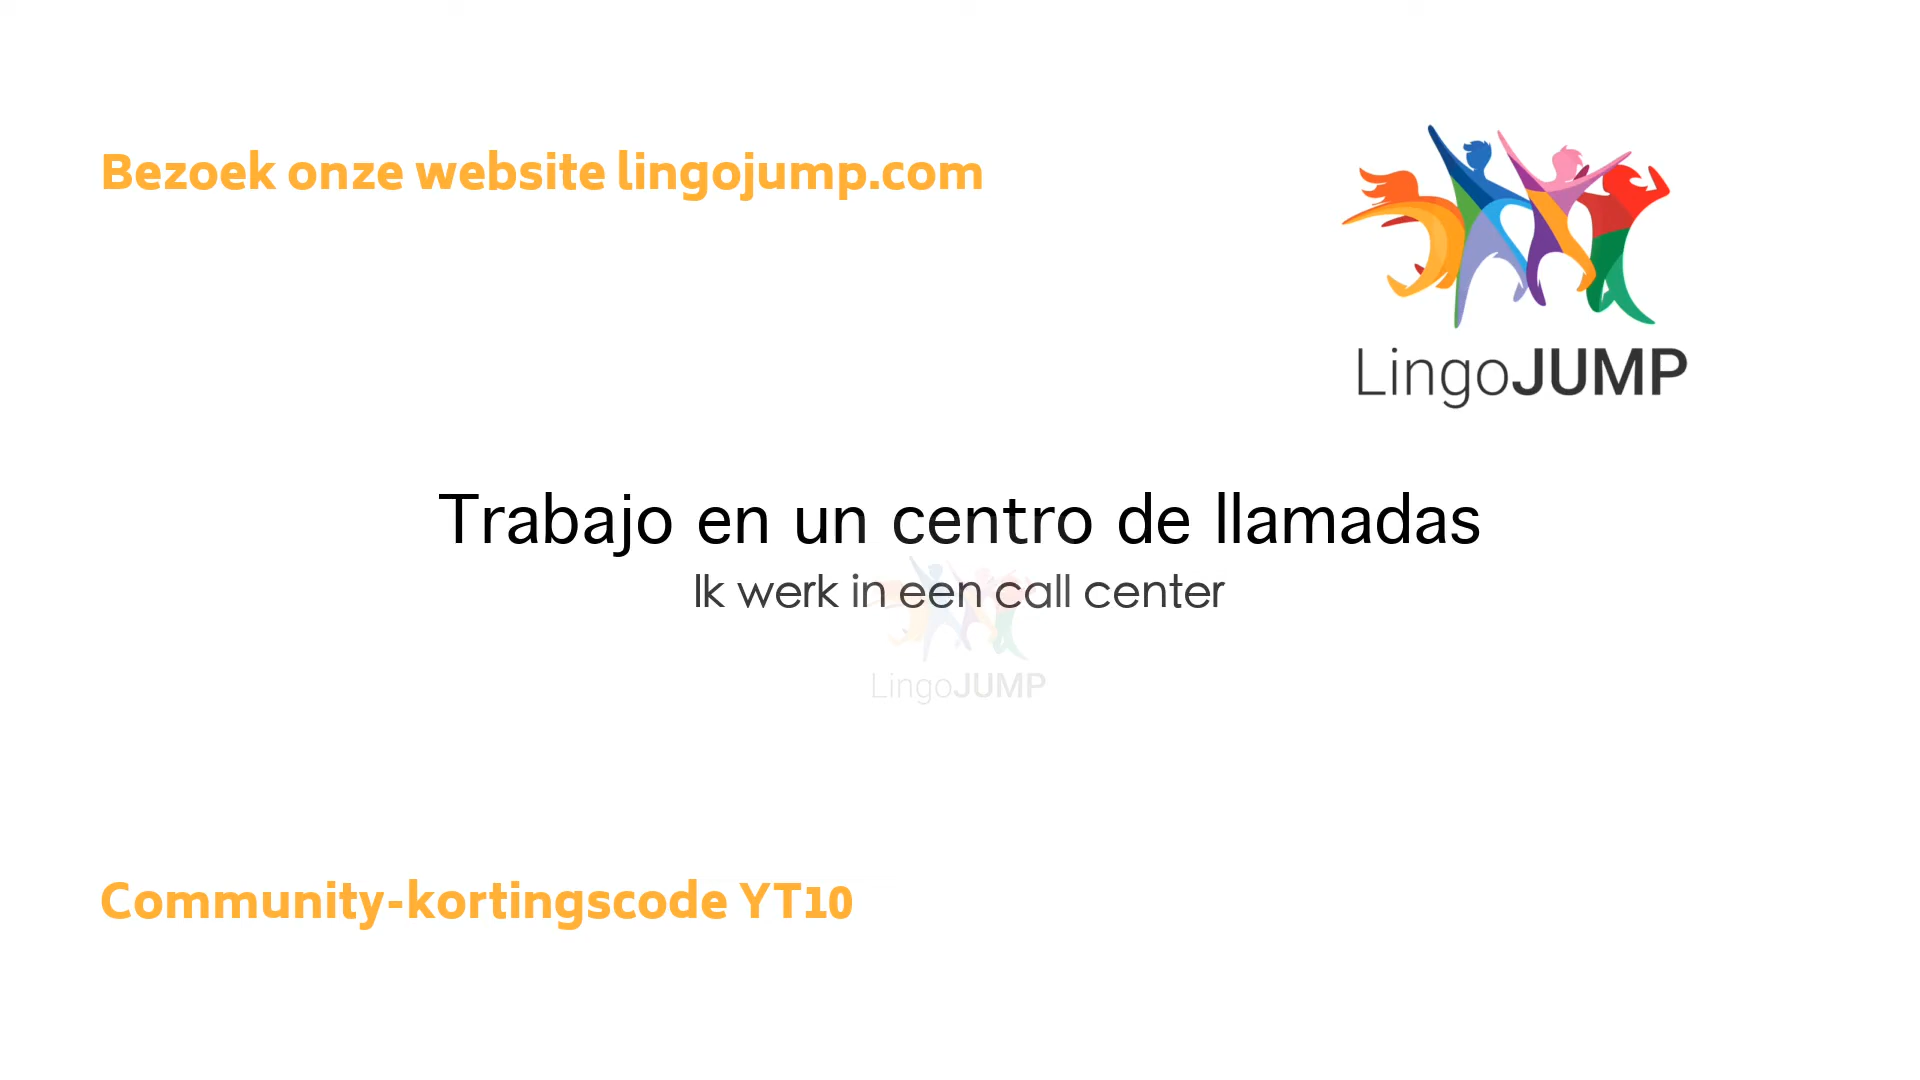 Bezoek onze website lingojump.com
LingoJUMP
Trabajo en un centro de llamadas
Ik werk in een call center
LingoJUMP
Community-kortingscode YT10